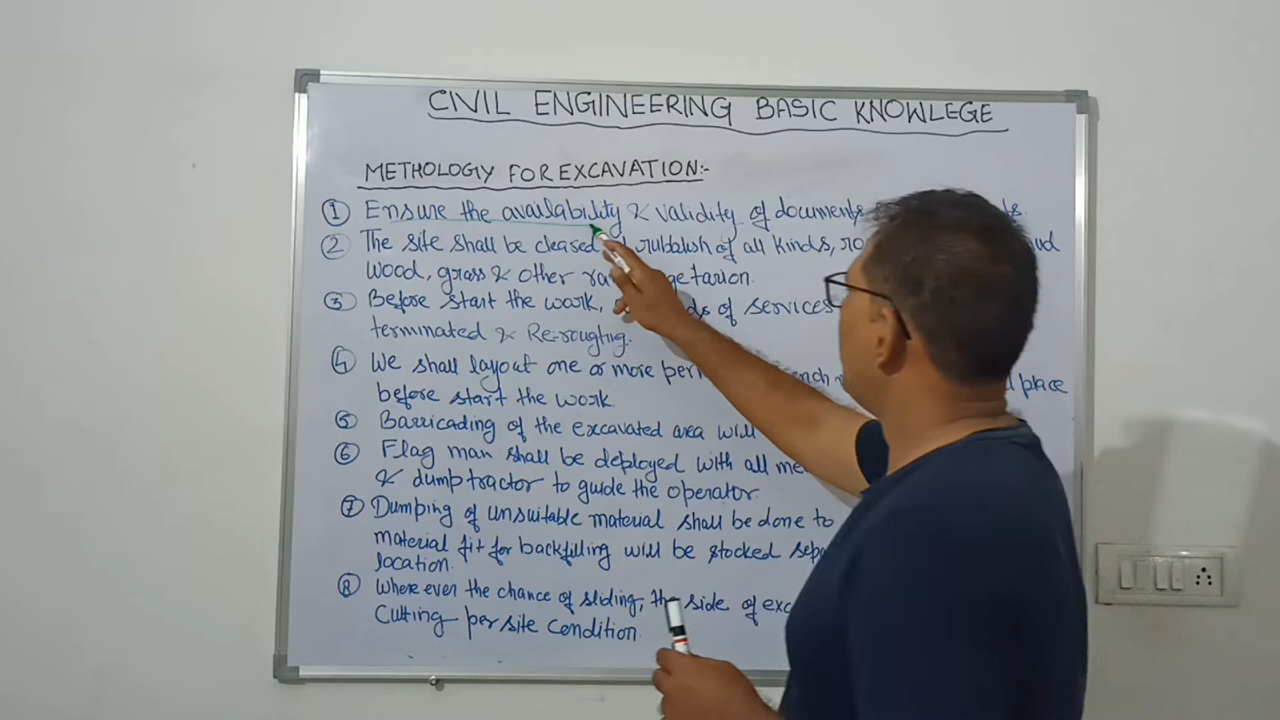 CIVIL ENGINEERING BASIC KNOWLEGE
METHOLOGIY FOR EXCAVATION:-
① Ensure the availability & validity of documents
② The site shall be cleased rubbish of all kinds,
wood, grass & other
③ Before start the work, of services
terminated & Re-roughting.
④ We shall layout one or more place
before start the work.
⑤ Barricading of the excavated area will
⑥ Flag man shall be deployed with all
& dump tractor to guide the operator.
⑦ Dumping of unsuitable material shall be done to
material fit for backfilling will be stocked
location.
⑧ Where ever the chance of sliding, the side of
Cutting per site condition.